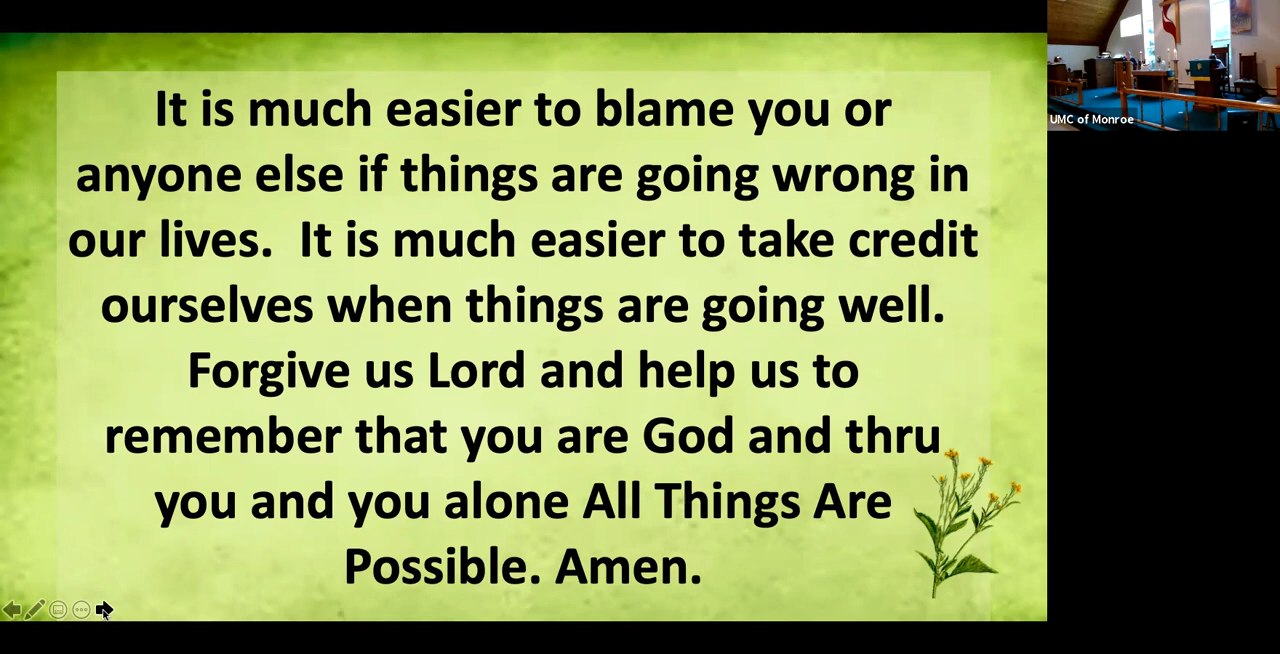 It is much easier to blame you or
anyone else if things are going wrong in
our lives.  It is much easier to take credit
ourselves when things are going well.
Forgive us Lord and help us to
remember that you are God and thru
you and you alone All Things Are
Possible. Amen.
UMC of Monroe